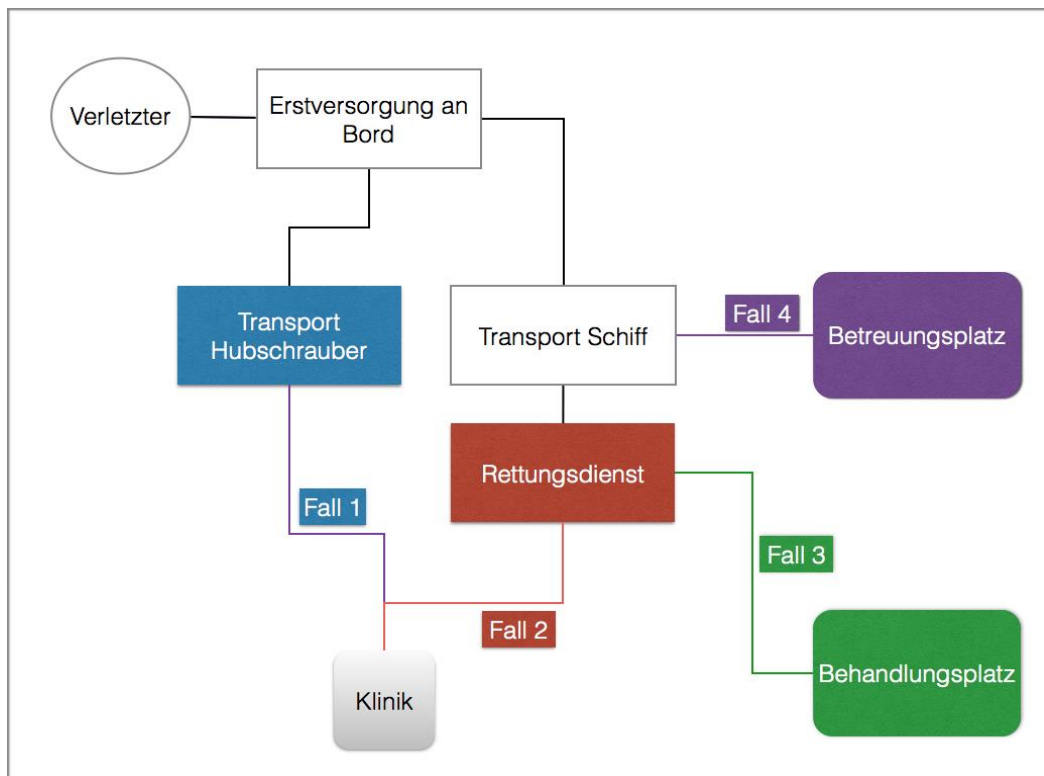 Verletzter
Erstversorgung an
Bord
Transport
Hubschrauber
Transport Schiff
Fall 4
Betreuungsplatz
Rettungsdienst
Fall 1
Fall 3
Fall 2
Klinik
Behandlungsplatz